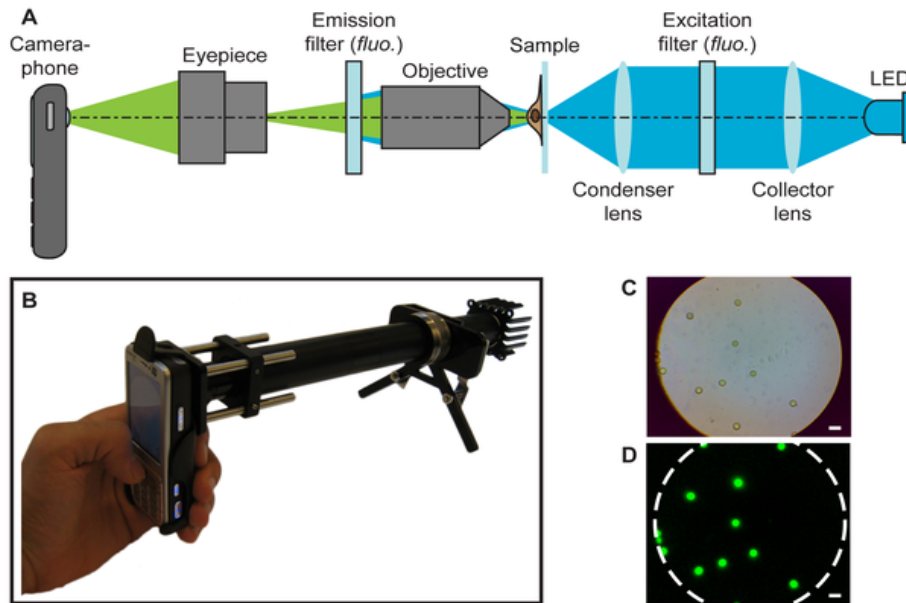 A
Camera-
phone
Eyepiece
Emission
filter (fluo.)
Objective
Sample
Excitation
filter (fluo.)
LED
Condenser
lens
Collector
lens
B
C
D